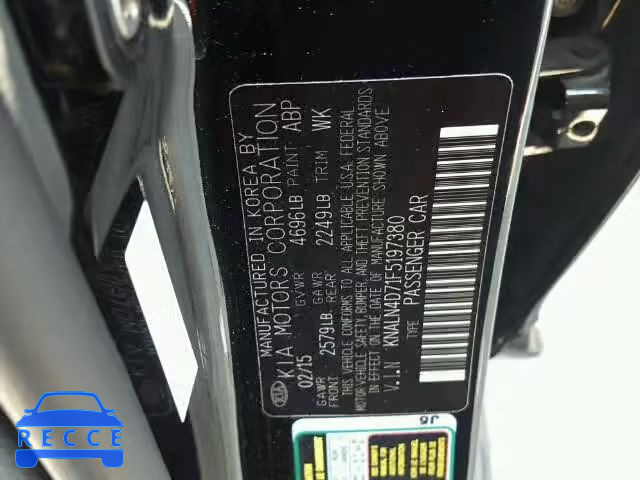 MANUFACTURED IN KOREA BY
KIA KIA MOTORS CORPORATION
02/15 GVWR 4696LB PAINT ABP
GAWR FRONT 2579LB GAWR REAR 2249LB TRIM WK
THIS VEHICLE CONFORMS TO ALL APPLICABLE U.S.A. FEDERAL
MOTOR VEHICLE SAFETY, BUMPER, AND THEFT PREVENTION STANDARDS
IN EFFECT ON THE DATE OF MANUFACTURE SHOWN ABOVE
V.I.N KNALN4D71F5197380
TYPE PASSENGER CAR
J5
RECCE